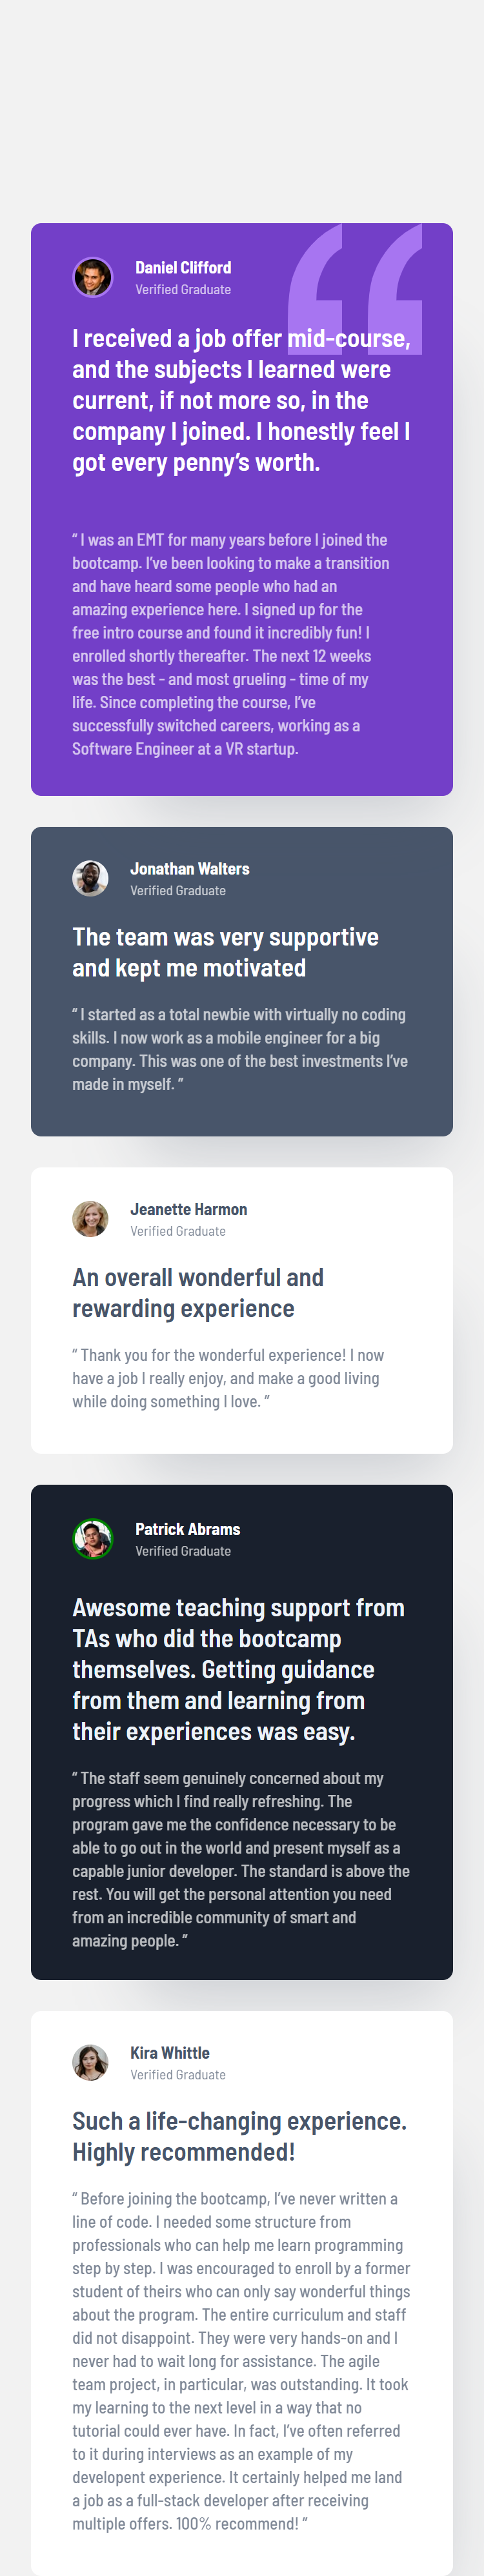 Daniel Clifford
Verified Graduate
I received a job offer mid-course,
and the subjects I learned were
current, if not more so, in the
company I joined. I honestly feel I
got every penny’s worth.
“ I was an EMT for many years before I joined the
bootcamp. I’ve been looking to make a transition
and have heard some people who had an
amazing experience here. I signed up for the
free intro course and found it incredibly fun! I
enrolled shortly thereafter. The next 12 weeks
was the best - and most grueling - time of my
life. Since completing the course, I’ve
successfully switched careers, working as a
Software Engineer at a VR startup.
Jonathan Walters
Verified Graduate
The team was very supportive
and kept me motivated
“ I started as a total newbie with virtually no coding
skills. I now work as a mobile engineer for a big
company. This was one of the best investments I’ve
made in myself. ”
Jeanette Harmon
Verified Graduate
An overall wonderful and
rewarding experience
“ Thank you for the wonderful experience! I now
have a job I really enjoy, and make a good living
while doing something I love. ”
Patrick Abrams
Verified Graduate
Awesome teaching support from
TAs who did the bootcamp
themselves. Getting guidance
from them and learning from
their experiences was easy.
“ The staff seem genuinely concerned about my
progress which I find really refreshing. The
program gave me the confidence necessary to be
able to go out in the world and present myself as a
capable junior developer. The standard is above the
rest. You will get the personal attention you need
from an incredible community of smart and
amazing people. ”
Kira Whittle
Verified Graduate
Such a life-changing experience.
Highly recommended!
“ Before joining the bootcamp, I’ve never written a
line of code. I needed some structure from
professionals who can help me learn programming
step by step. I was encouraged to enroll by a former
student of theirs who can only say wonderful things
about the program. The entire curriculum and staff
did not disappoint. They were very hands-on and I
never had to wait long for assistance. The agile
team project, in particular, was outstanding. It took
my learning to the next level in a way that no
tutorial could ever have. In fact, I’ve often referred
to it during interviews as an example of my
developent experience. It certainly helped me land
a job as a full-stack developer after receiving
multiple offers. 100% recommend! ”